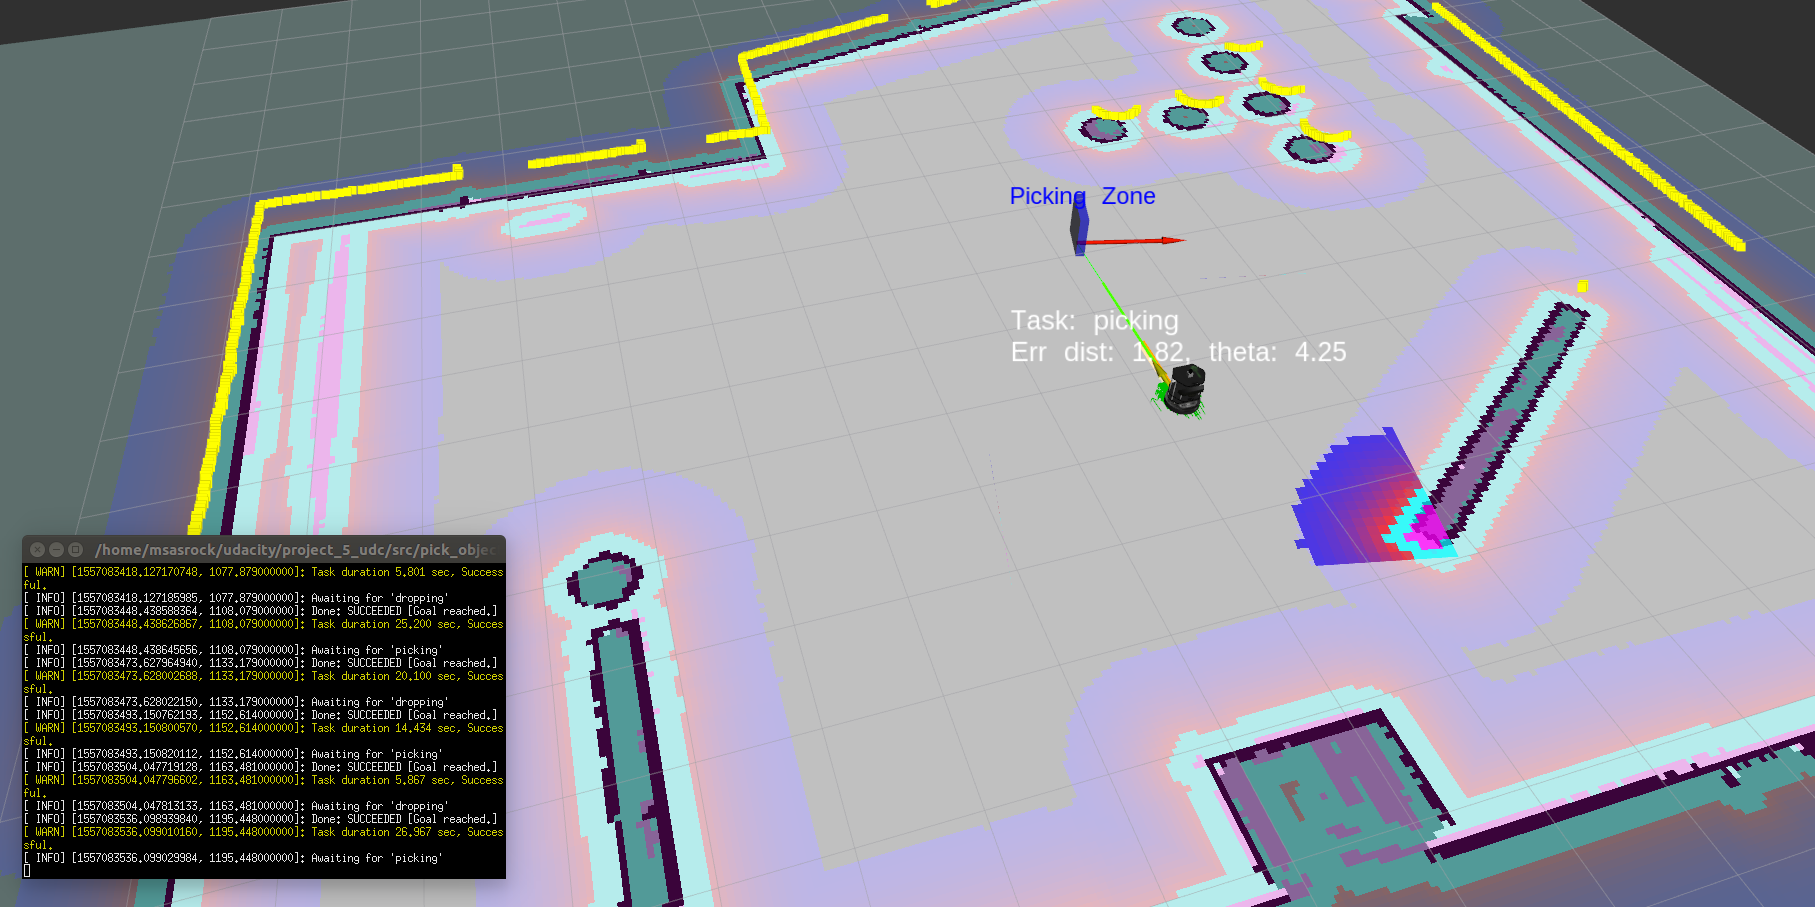 Picking Zone
Task: picking
Err dist: 1.82, theta: 4.25
/home/msasrock/udacity/project_5_udc/src/pick_objec
[ WARN] [1557083418.127170748, 1077.879000000]: Task duration 5.801 sec, Success
ful.
[ INFO] [1557083418.127185985, 1077.879000000]: Awaiting for 'dropping'
[ INFO] [1557083448.438588364, 1108.079000000]: Done: SUCCEEDED [Goal reached.]
[ WARN] [1557083448.438626867, 1108.079000000]: Task duration 25.200 sec, Succes
sful.
[ INFO] [1557083448.438645656, 1108.079000000]: Awaiting for 'picking'
[ INFO] [1557083473.627964940, 1133.179000000]: Done: SUCCEEDED [Goal reached.]
[ WARN] [1557083473.628002688, 1133.179000000]: Task duration 20.100 sec, Succes
sful.
[ INFO] [1557083473.628022150, 1133.179000000]: Awaiting for 'dropping'
[ INFO] [1557083493.150762193, 1152.614000000]: Done: SUCCEEDED [Goal reached.]
[ WARN] [1557083493.150800570, 1152.614000000]: Task duration 14.434 sec, Succes
sful.
[ INFO] [1557083493.150820112, 1152.614000000]: Awaiting for 'picking'
[ INFO] [1557083504.047719128, 1163.481000000]: Done: SUCCEEDED [Goal reached.]
[ WARN] [1557083504.047796602, 1163.481000000]: Task duration 5.867 sec, Success
ful.
[ INFO] [1557083504.047813133, 1163.481000000]: Awaiting for 'dropping'
[ INFO] [1557083536.098939840, 1195.448000000]: Done: SUCCEEDED [Goal reached.]
[ WARN] [1557083536.099010160, 1195.448000000]: Task duration 26.967 sec, Succes
sful.
[ INFO] [1557083536.099029984, 1195.448000000]: Awaiting for 'picking'